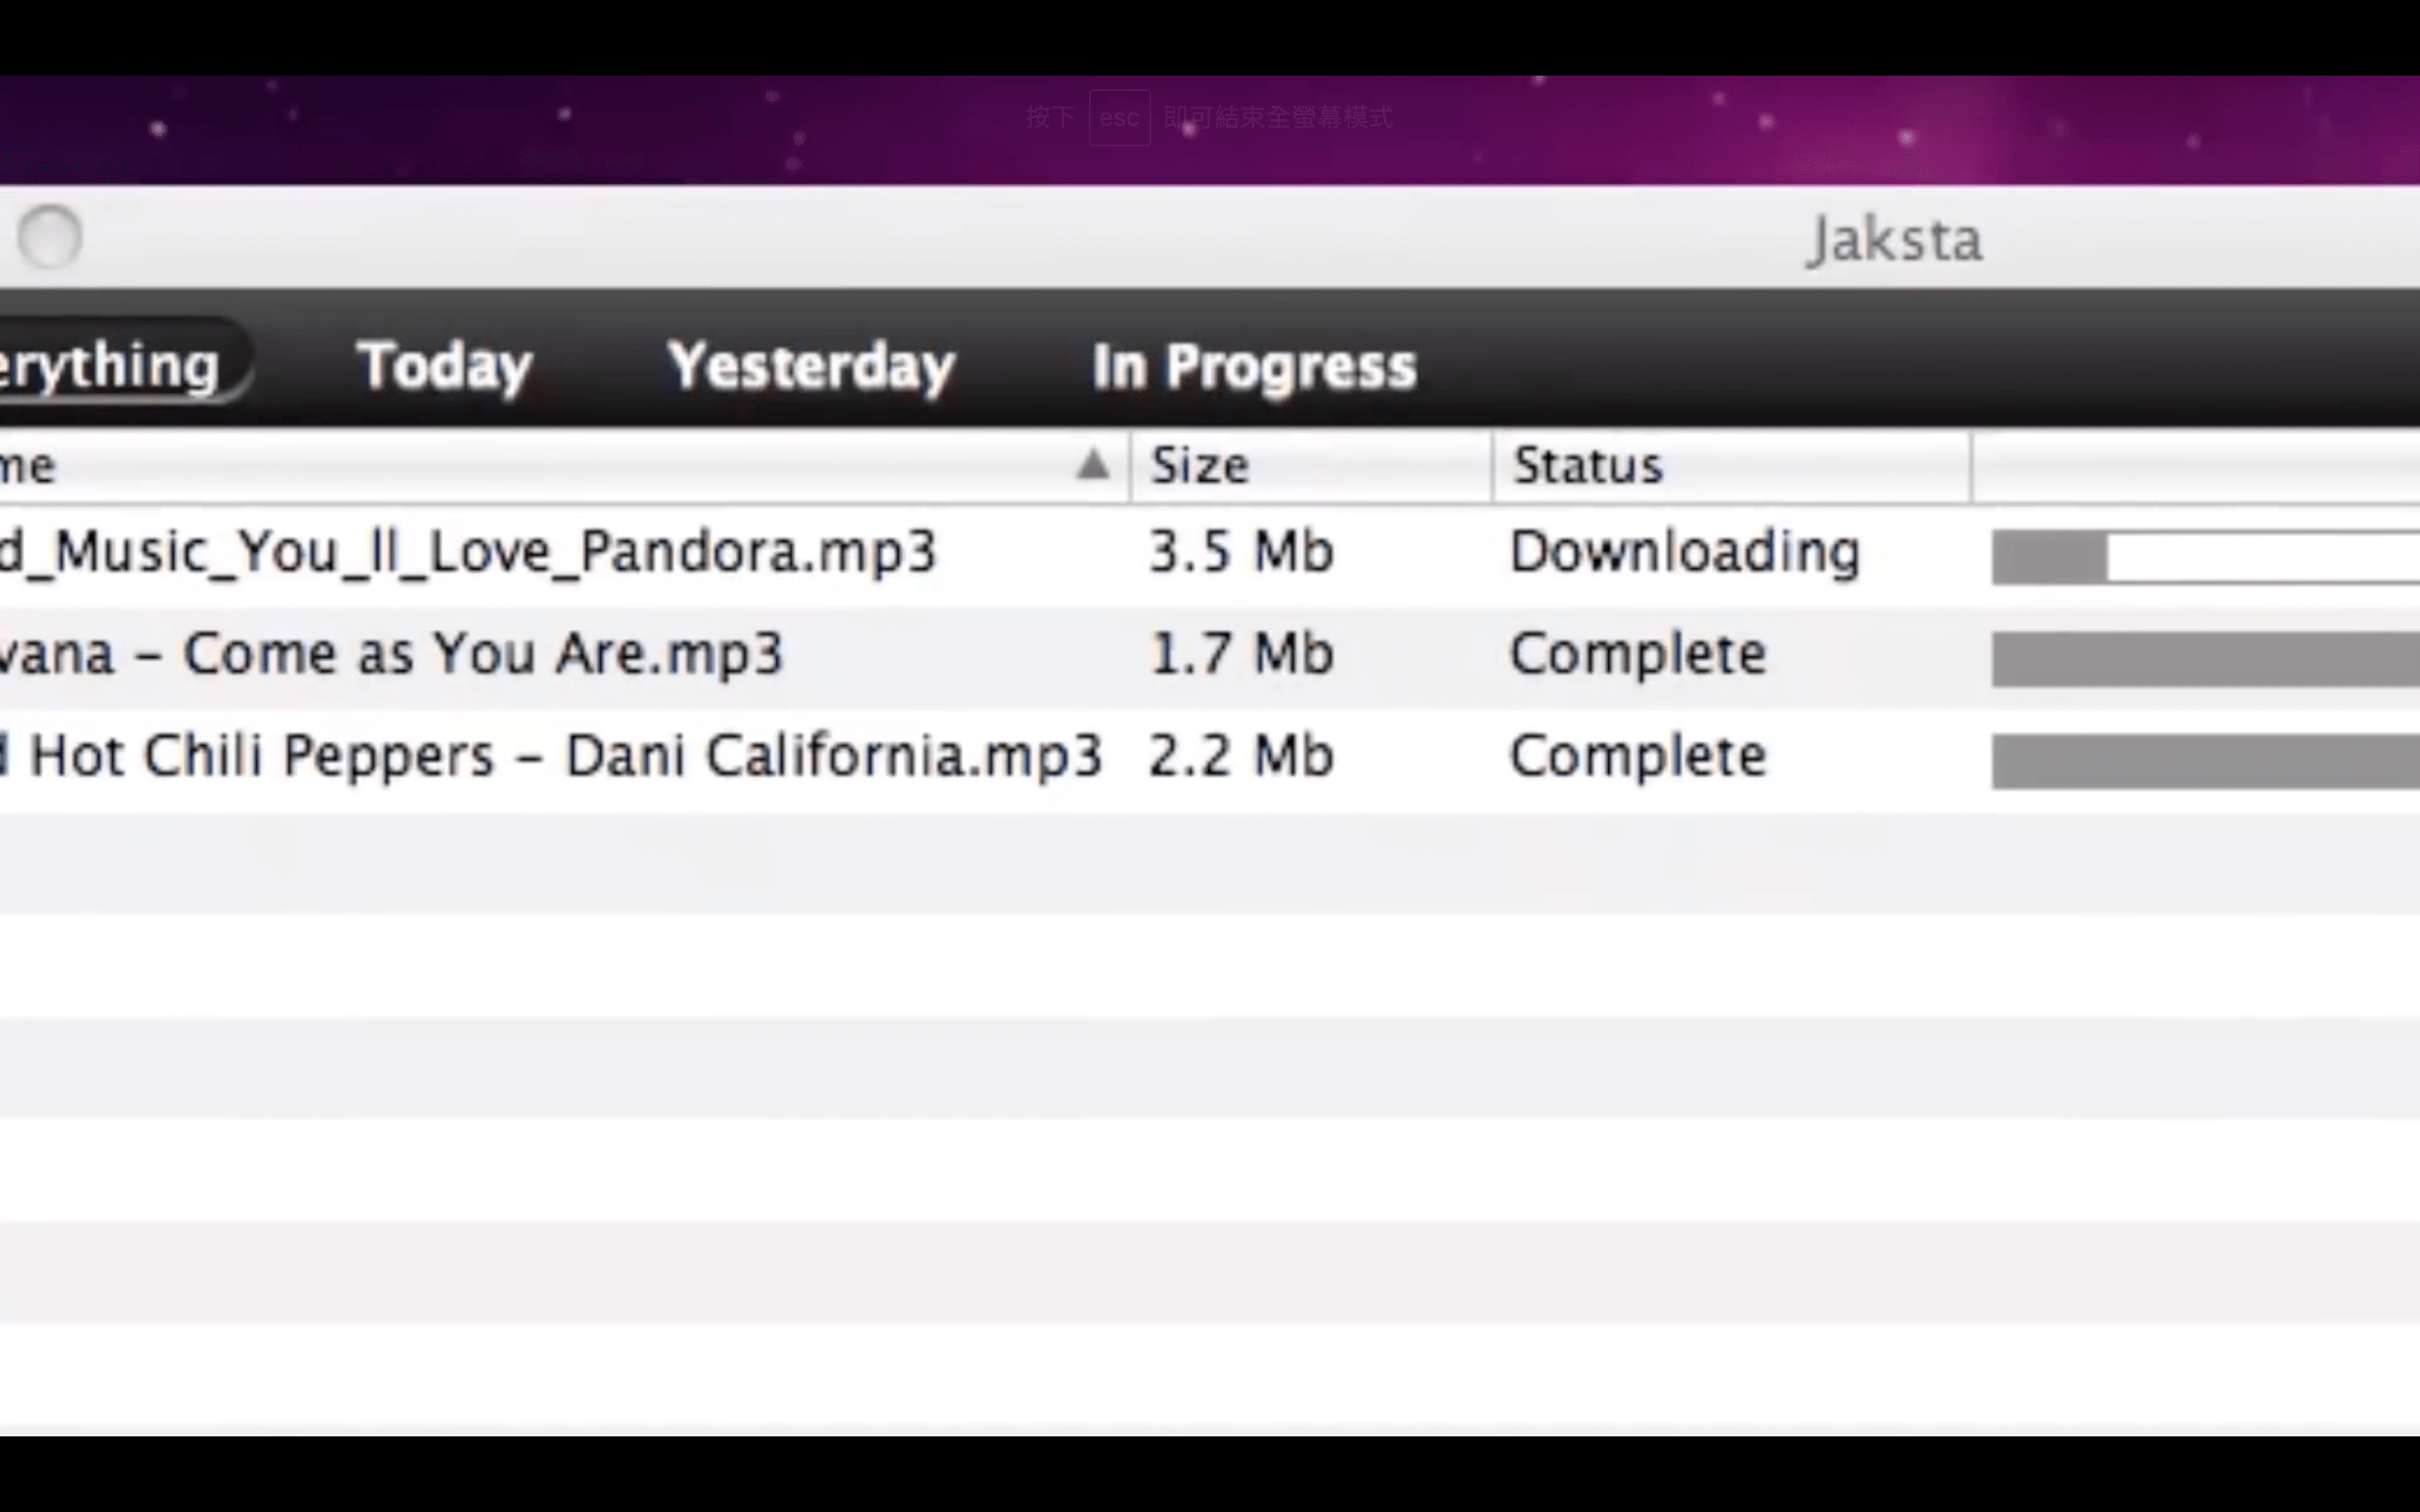 按下 esc 即可結束全螢幕模式
Jaksta
erything Today Yesterday In Progress
me Size Status
d_Music_You_ll_Love_Pandora.mp3 3.5 Mb Downloading
vana – Come as You Are.mp3 1.7 Mb Complete
d Hot Chili Peppers – Dani California.mp3 2.2 Mb Complete